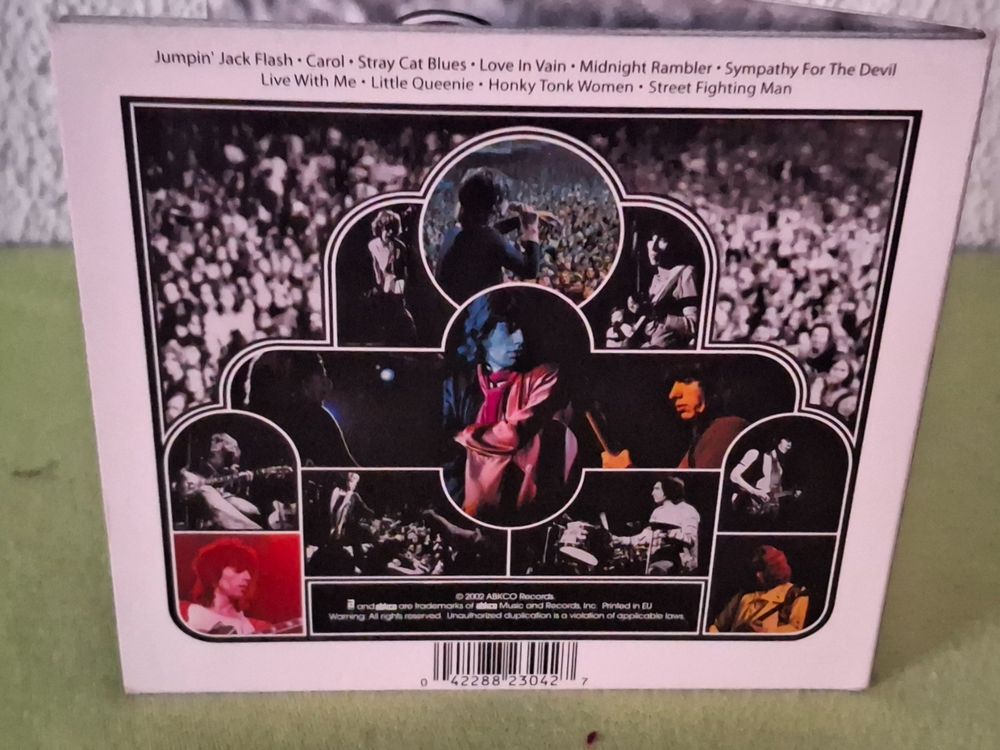 Jumpin' Jack Flash • Carol • Stray Cat Blues • Love In Vain • Midnight Rambler • Sympathy For The Devil
Live With Me • Little Queenie • Honky Tonk Women • Street Fighting Man
© 2002 ABKCO Records.
and abkco are trademarks of abkco Music and Records, Inc. Printed in EU
Warning: All rights reserved. Unauthorized duplication is a violation of applicable laws.
0 42288 23042 7